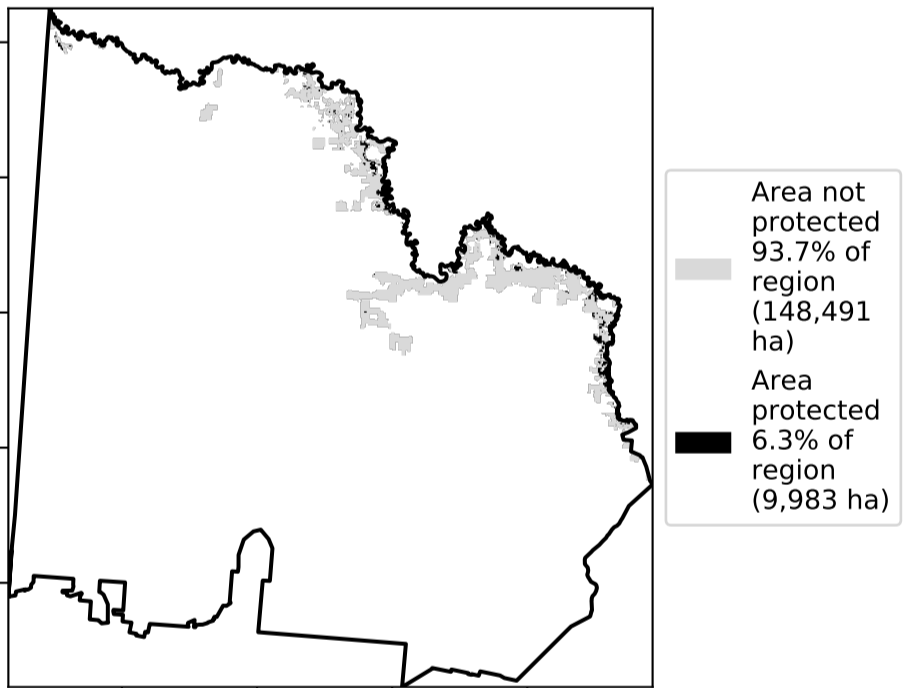 Area not
protected
93.7% of
region
(148,491
ha)
Area
protected
6.3% of
region
(9,983 ha)